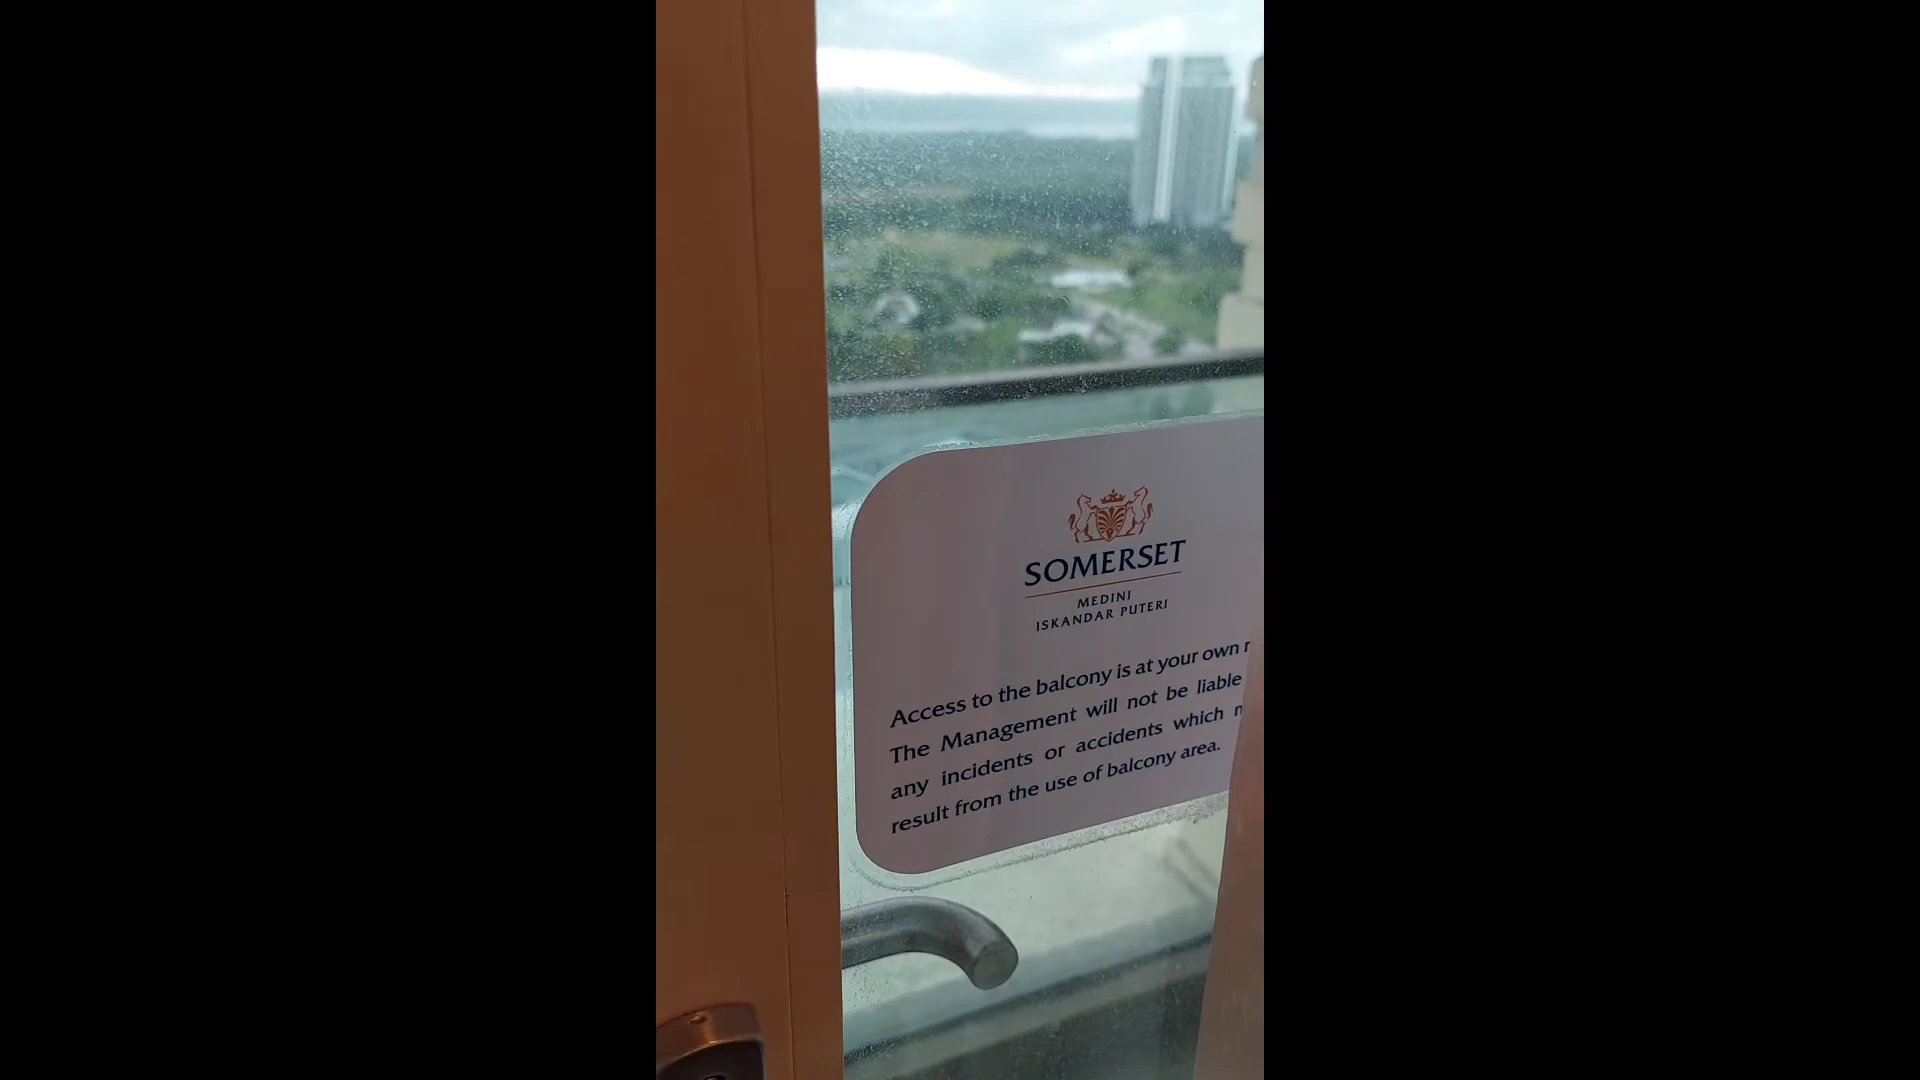 SOMERSET
MEDINI
ISKANDAR PUTERI
Access to the balcony is at your own
The Management will not be liable
any incidents or accidents which
result from the use of balcony area.